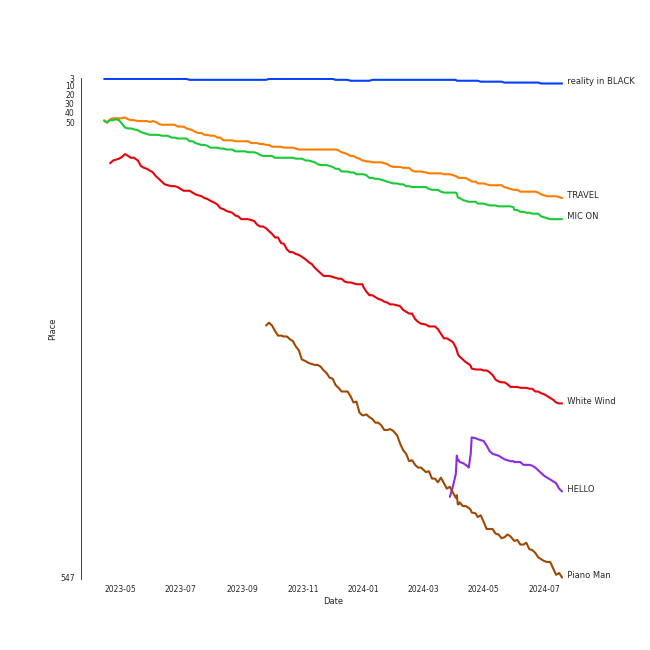 3
10
20
30
40
50
547
Place
reality in BLACK
TRAVEL
MIC ON
White Wind
HELLO
Piano Man
2023-05 2023-07 2023-09 2023-11 2024-01 2024-03 2024-05 2024-07
Date